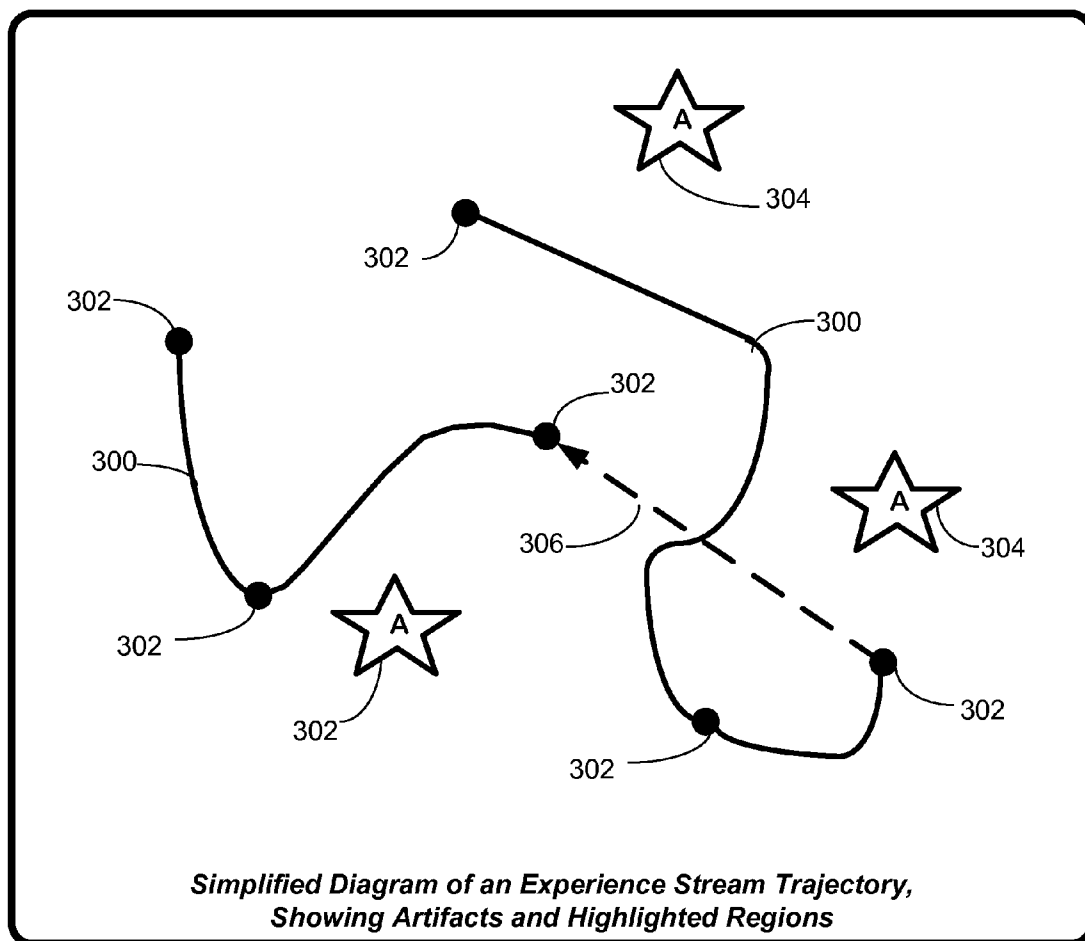 A
304
302
302
300
302
300
A
306
304
A
302
302
302
302
Simplified Diagram of an Experience Stream Trajectory,
Showing Artifacts and Highlighted Regions